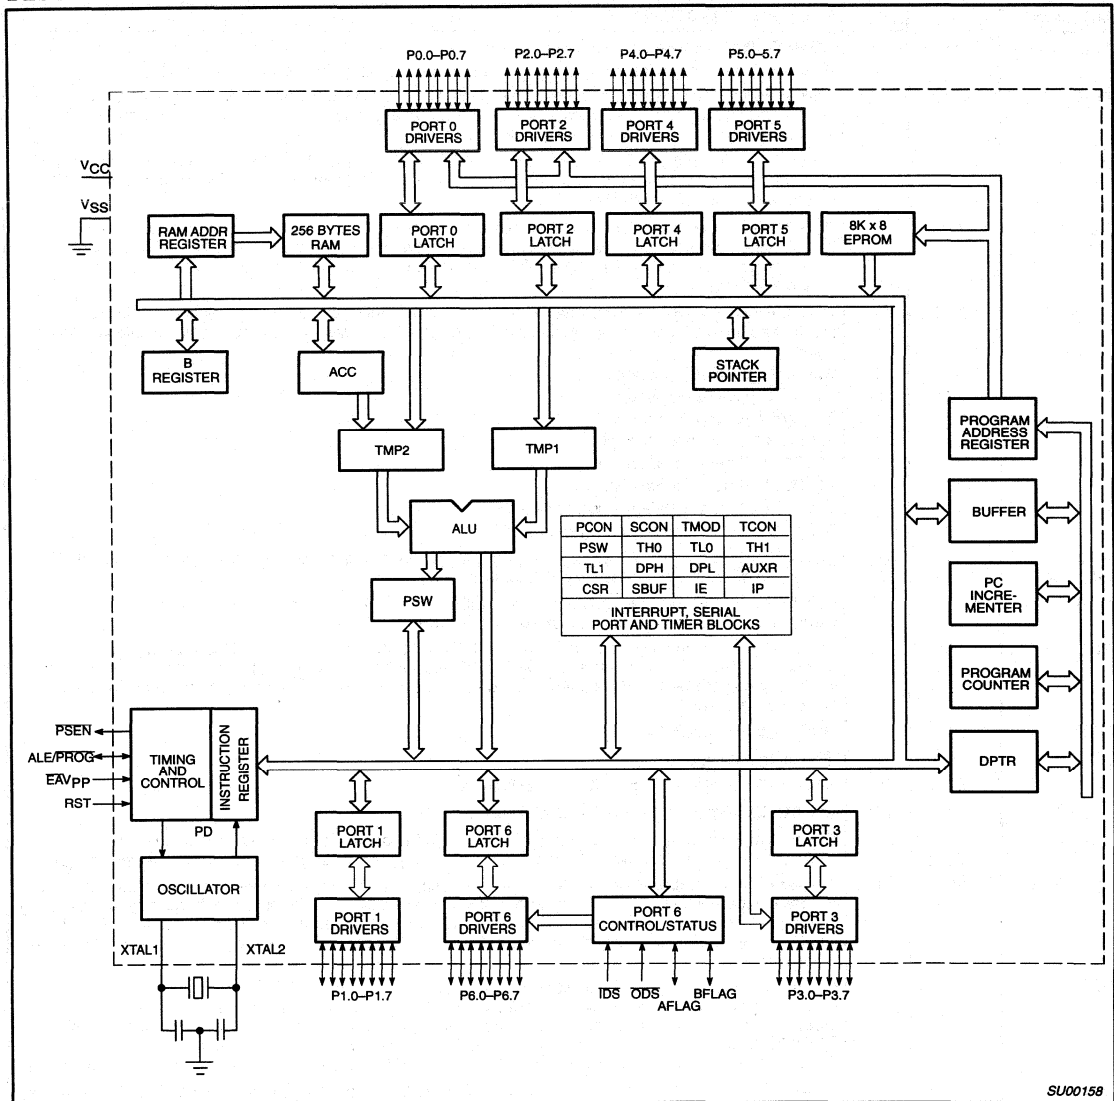 P0.0–P0.7
P2.0–P2.7
P4.0–P4.7
P5.0–5.7
PORT 0
DRIVERS
PORT 2
DRIVERS
PORT 4
DRIVERS
PORT 5
DRIVERS
VCC
VSS
RAM ADDR
REGISTER
256 BYTES
RAM
PORT 0
LATCH
PORT 2
LATCH
PORT 4
LATCH
PORT 5
LATCH
8K x 8
EPROM
B
REGISTER
ACC
STACK
POINTER
PROGRAM
ADDRESS
REGISTER
TMP2
TMP1
BUFFER
ALU
PCON SCON TMOD TCON
PSW TH0 TL0 TH1
TL1 DPH DPL AUXR
CSR SBUF IE IP
INTERRUPT, SERIAL
PORT AND TIMER BLOCKS
PSW
PC
INCRE-
MENTER
PROGRAM
COUNTER
DPTR
PSEN
ALE/PROG
EAVPP
RST
TIMING
AND
CONTROL
INSTRUCTION
REGISTER
PD
OSCILLATOR
XTAL1
XTAL2
PORT 1
LATCH
PORT 6
LATCH
PORT 3
LATCH
PORT 1
DRIVERS
PORT 6
DRIVERS
PORT 6
CONTROL/STATUS
PORT 3
DRIVERS
P1.0–P1.7
P6.0–P6.7
IDS
ODS
AFLAG
BFLAG
P3.0–P3.7
SU00158